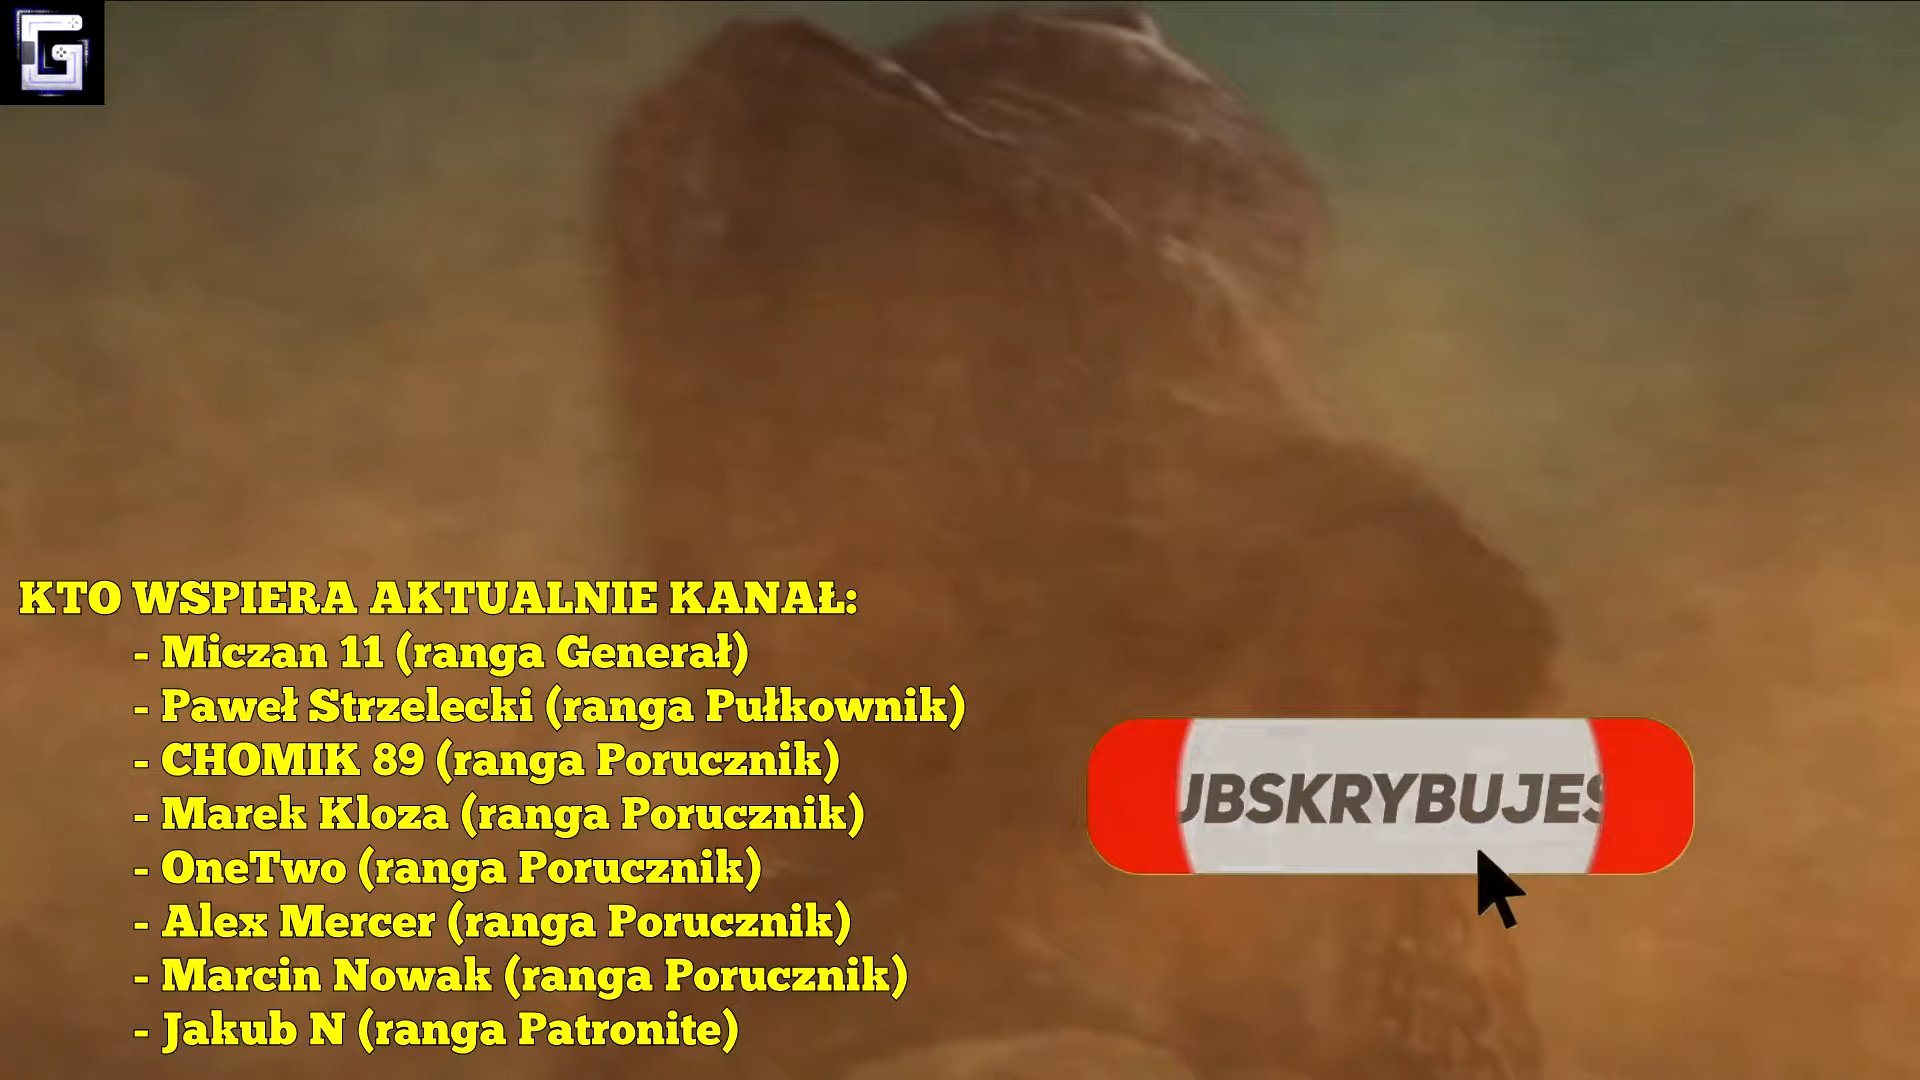 KTO WSPIERA AKTUALNIE KANAŁ:
- Miczan 11 (ranga Generał)
- Paweł Strzelecki (ranga Pułkownik)
- CHOMIK 89 (ranga Porucznik)
- Marek Kloza (ranga Porucznik)
- OneTwo (ranga Porucznik)
- Alex Mercer (ranga Porucznik)
- Marcin Nowak (ranga Porucznik)
- Jakub N (ranga Patronite)
UBSKRYBUJES